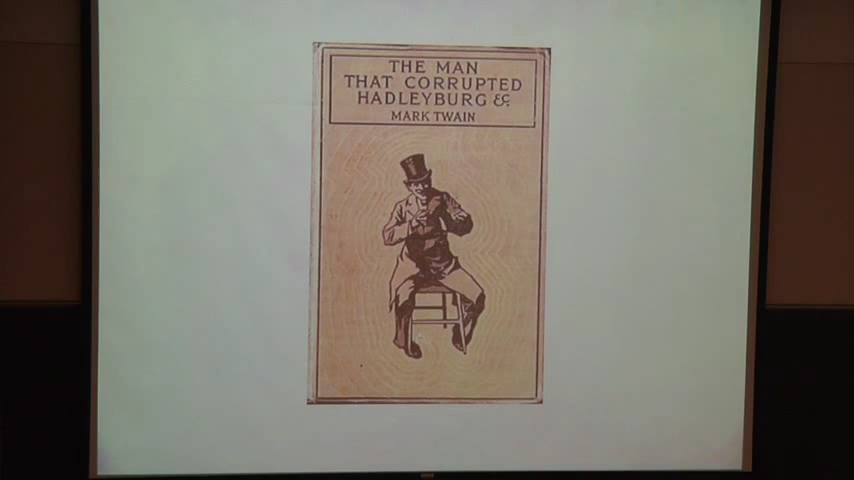 THE MAN
THAT CORRUPTED
HADLEYBURG &C.
MARK TWAIN